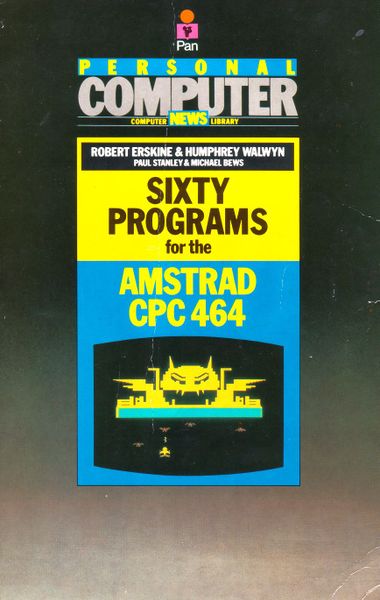 Pan
PERSONAL
COMPUTER
COMPUTER NEWS LIBRARY
ROBERT ERSKINE & HUMPHREY WALWYN
PAUL STANLEY & MICHAEL BEWS
SIXTY
PROGRAMS
for the
AMSTRAD
CPC 464